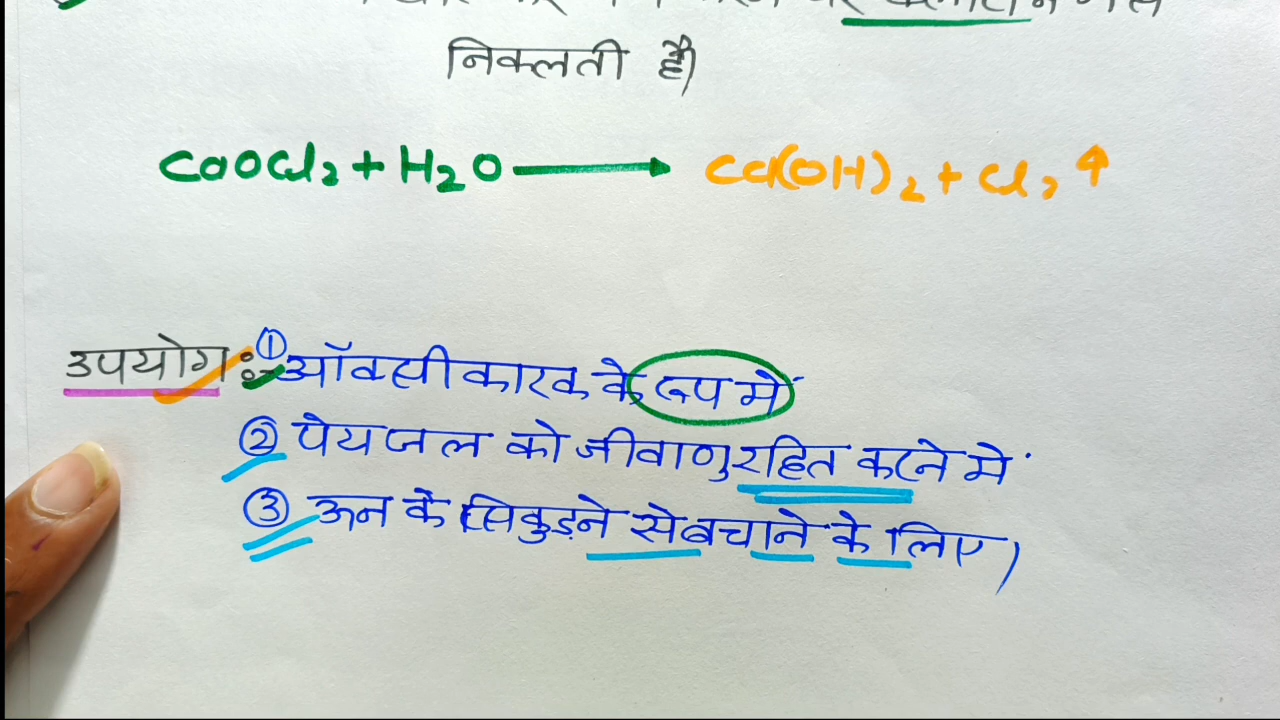 निकलती है।
CaOCl₂ + H₂O ⟶ Ca(OH)₂ + Cl₂ ↑
उपयोग :- ① ऑक्सीकारक के रूप में
② पेयजल को जीवाणु रहित करने में
③ ऊन के सिकुड़ने से बचाने के लिए।